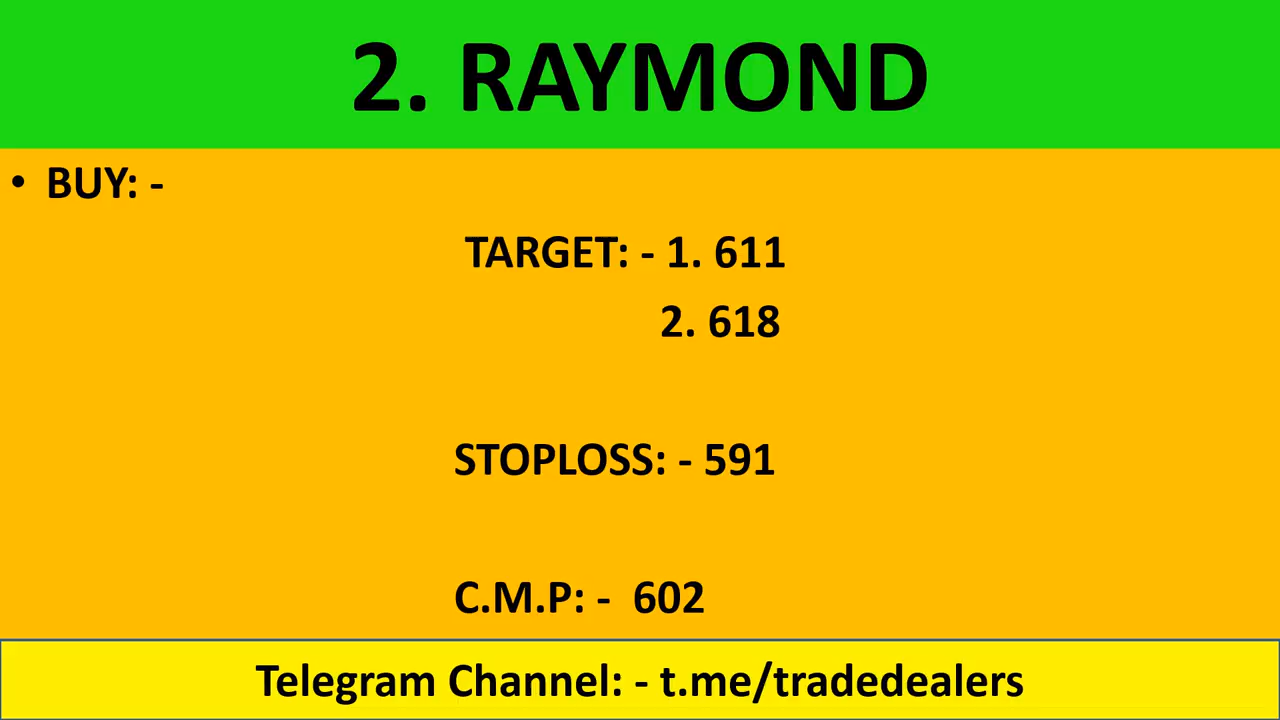 2. RAYMOND
• BUY: -
TARGET: - 1. 611
2. 618
STOPLOSS: - 591
C.M.P: - 602
Telegram Channel: - t.me/tradedealers